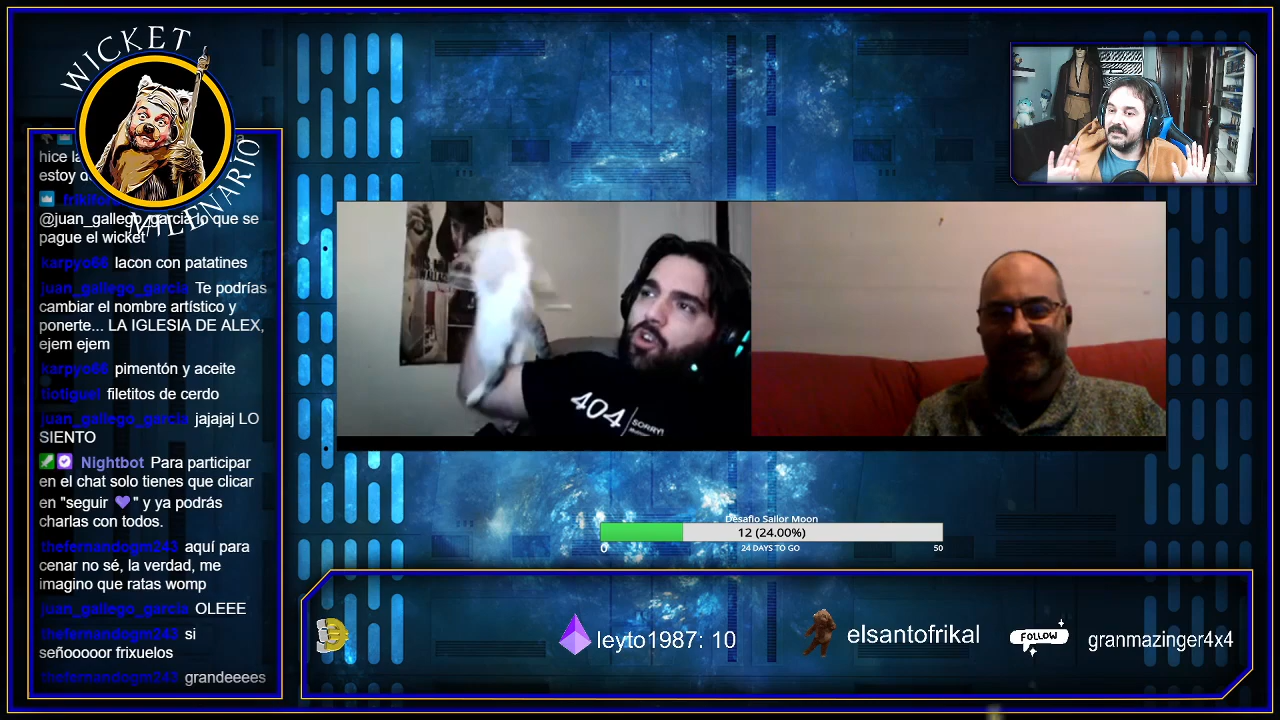 WICKET
MILENARIO
hice la
estoy d
@juan_gallego_garcia lo que se
pague el wicket
karpyo66 lacon con patatines
juan_gallego_garcia Te podrías
cambiar el nombre artístico y
ponerte... LA IGLESIA DE ALEX,
ejem ejem
karpyo66 pimentón y aceite
tiotiguel filetitos de cerdo
juan_gallego_garcia jajajaj LO
SIENTO
Nightbot Para participar
en el chat solo tienes que clicar
en "seguir 💜" y ya podrás
charlas con todos.
thefernandogm243 aquí para
cenar no sé, la verdad, me
imagino que ratas womp
juan_gallego_garcia OLEEE
thefernandogm243 si
señooooor frixuelos
thefernandogm243 grandeeees
404 SORRY!
Desafio Sailor Moon
12 (24.00%)
0 24 DAYS TO GO 50
leyto1987: 10
elsantofrikal
FOLLOW
granmazinger4x4